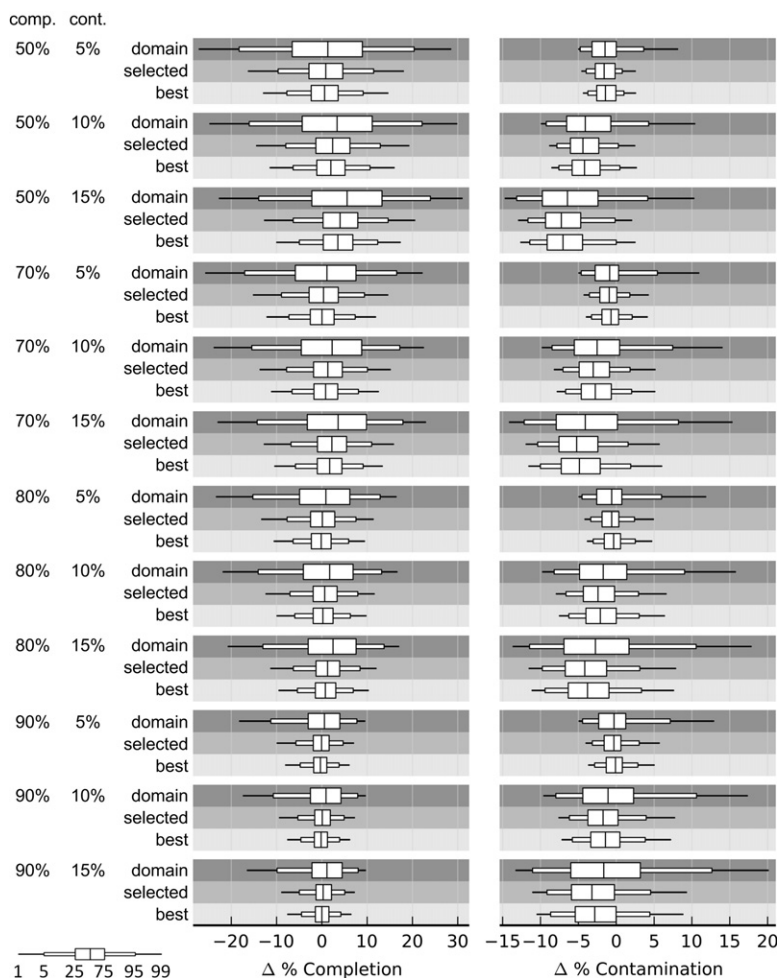 comp. cont.
50% 5% domain
selected
best
50% 10% domain
selected
best
50% 15% domain
selected
best
70% 5% domain
selected
best
70% 10% domain
selected
best
70% 15% domain
selected
best
80% 5% domain
selected
best
80% 10% domain
selected
best
80% 15% domain
selected
best
90% 5% domain
selected
best
90% 10% domain
selected
best
90% 15% domain
selected
best
−20 −10 0 10 20 30 −15 −10 −5 0 5 10 15 20
1 5 25 75 95 99 Δ % Completion Δ % Contamination